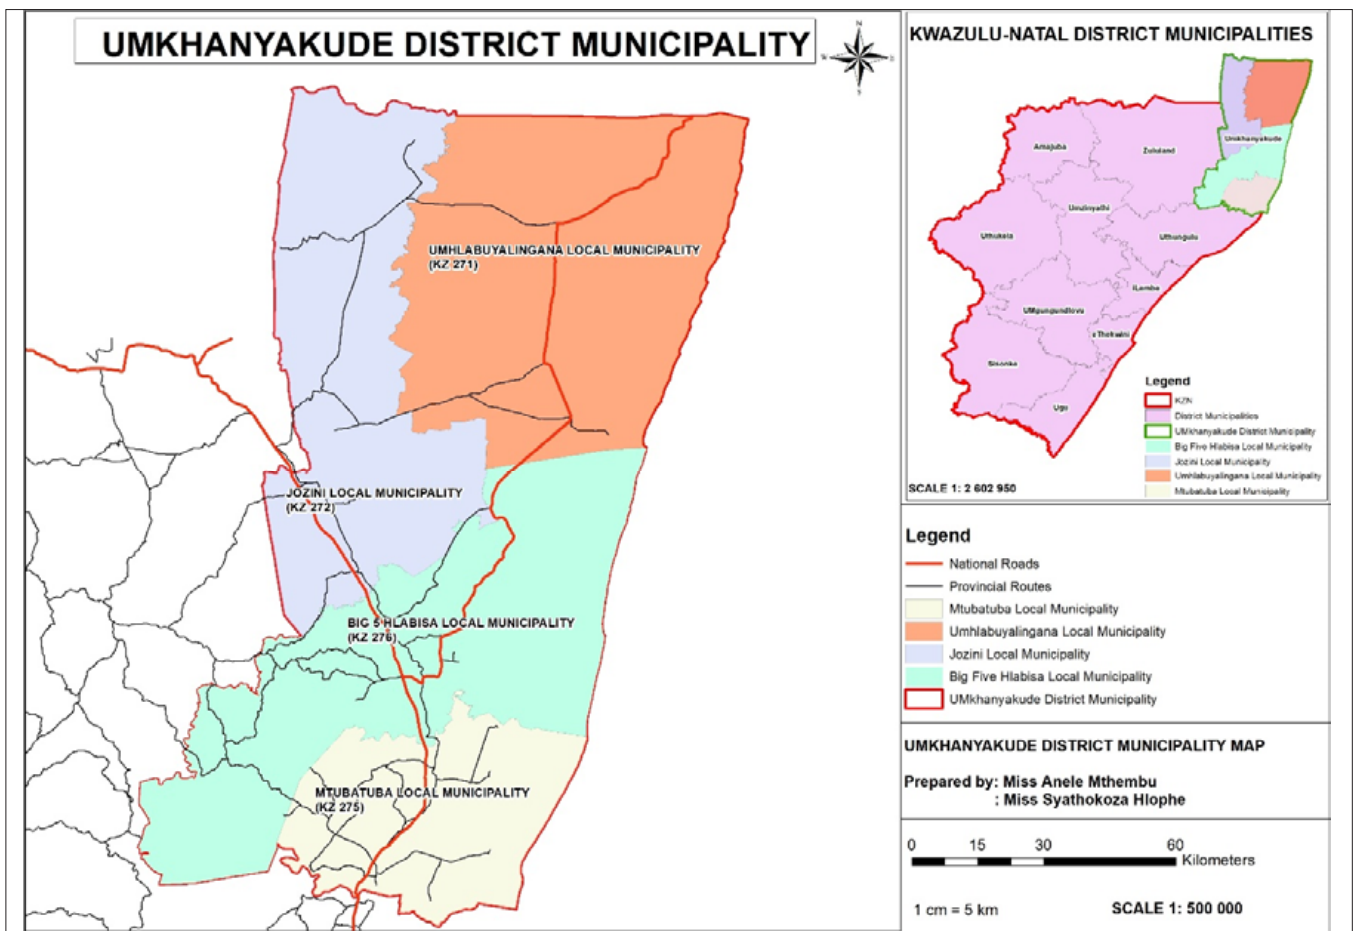 UMKHANYAKUDE DISTRICT MUNICIPALITY
N
W
E
S
UMHLABUYALINGANA LOCAL MUNICIPALITY
(KZ 271)
JOZINI LOCAL MUNICIPALITY
(KZ 272)
BIG 5 HLABISA LOCAL MUNICIPALITY
(KZ 276)
MTUBATUBA LOCAL MUNICIPALITY
(KZ 275)
KWAZULU-NATAL DISTRICT MUNICIPALITIES
Amajuba
Zululand
Umkhanyakude
Umzinyathi
Uthukela
Uthungulu
iLembe
UMgungundlovu
eThekwini
Sisonke
Ugu
Legend
KZN
District Municipalities
UMkhanyakude District Municipality
Big Five Hlabisa Local Municipality
Jozini Local Municipality
Umhlabuyalingana Local Municipality
Mtubatuba Local Municipality
SCALE 1: 2 602 950
Legend
National Roads
Provincial Routes
Mtubatuba Local Municipality
Umhlabuyalingana Local Municipality
Jozini Local Municipality
Big Five Hlabisa Local Municipality
UMkhanyakude District Municipality
UMKHANYAKUDE DISTRICT MUNICIPALITY MAP
Prepared by: Miss Anele Mthembu
: Miss Syathokoza Hlophe
0 15 30 60
Kilometers
1 cm = 5 km
SCALE 1: 500 000